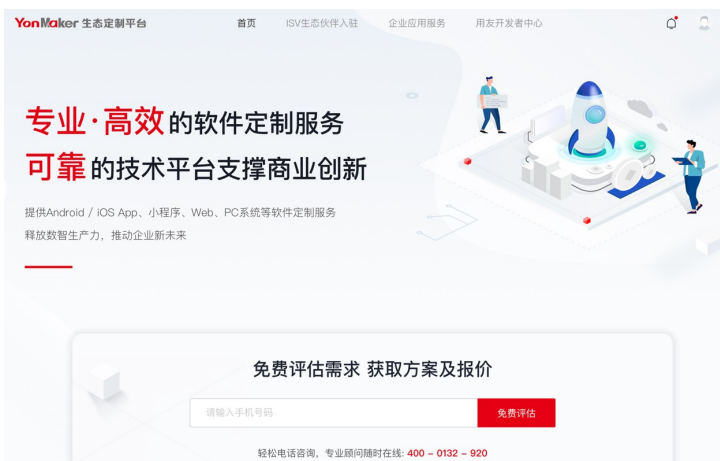 YonMaker 生态定制平台
首页 ISV生态伙伴入驻 企业应用服务 用友开发者中心
专业·高效的软件定制服务
可靠的技术平台支撑商业创新
提供Android / iOS App、小程序、Web、PC系统等软件定制服务
释放数智生产力，推动企业新未来
免费评估需求 获取方案及报价
请输入手机号码 免费评估
轻松电话咨询，专业顾问随时在线: 400 - 0132 - 920